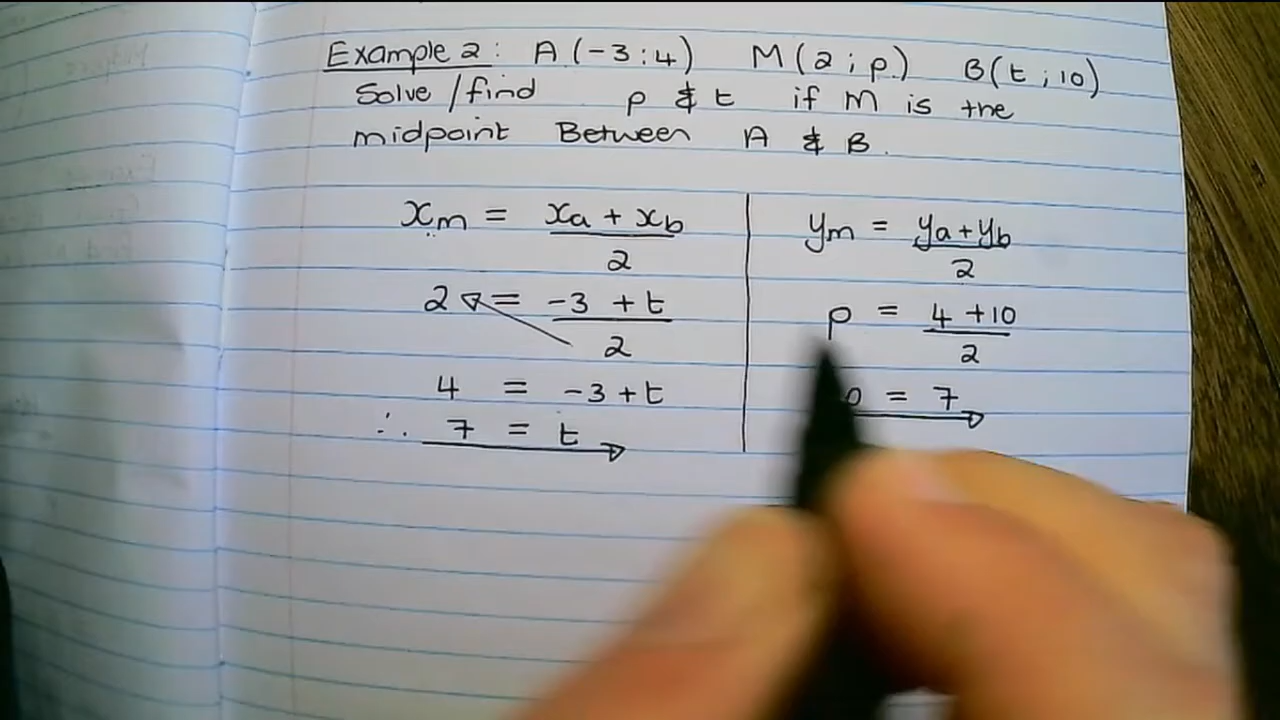 Example 2: A(-3;4) M(2;p) B(t;10)
Solve/find p & t if M is the
midpoint Between A & B.
xm = xa + xb
2
2 = -3 + t
2
4 = -3 + t
∴ 7 = t
ym = ya + yb
2
p = 4 + 10
2
p = 7